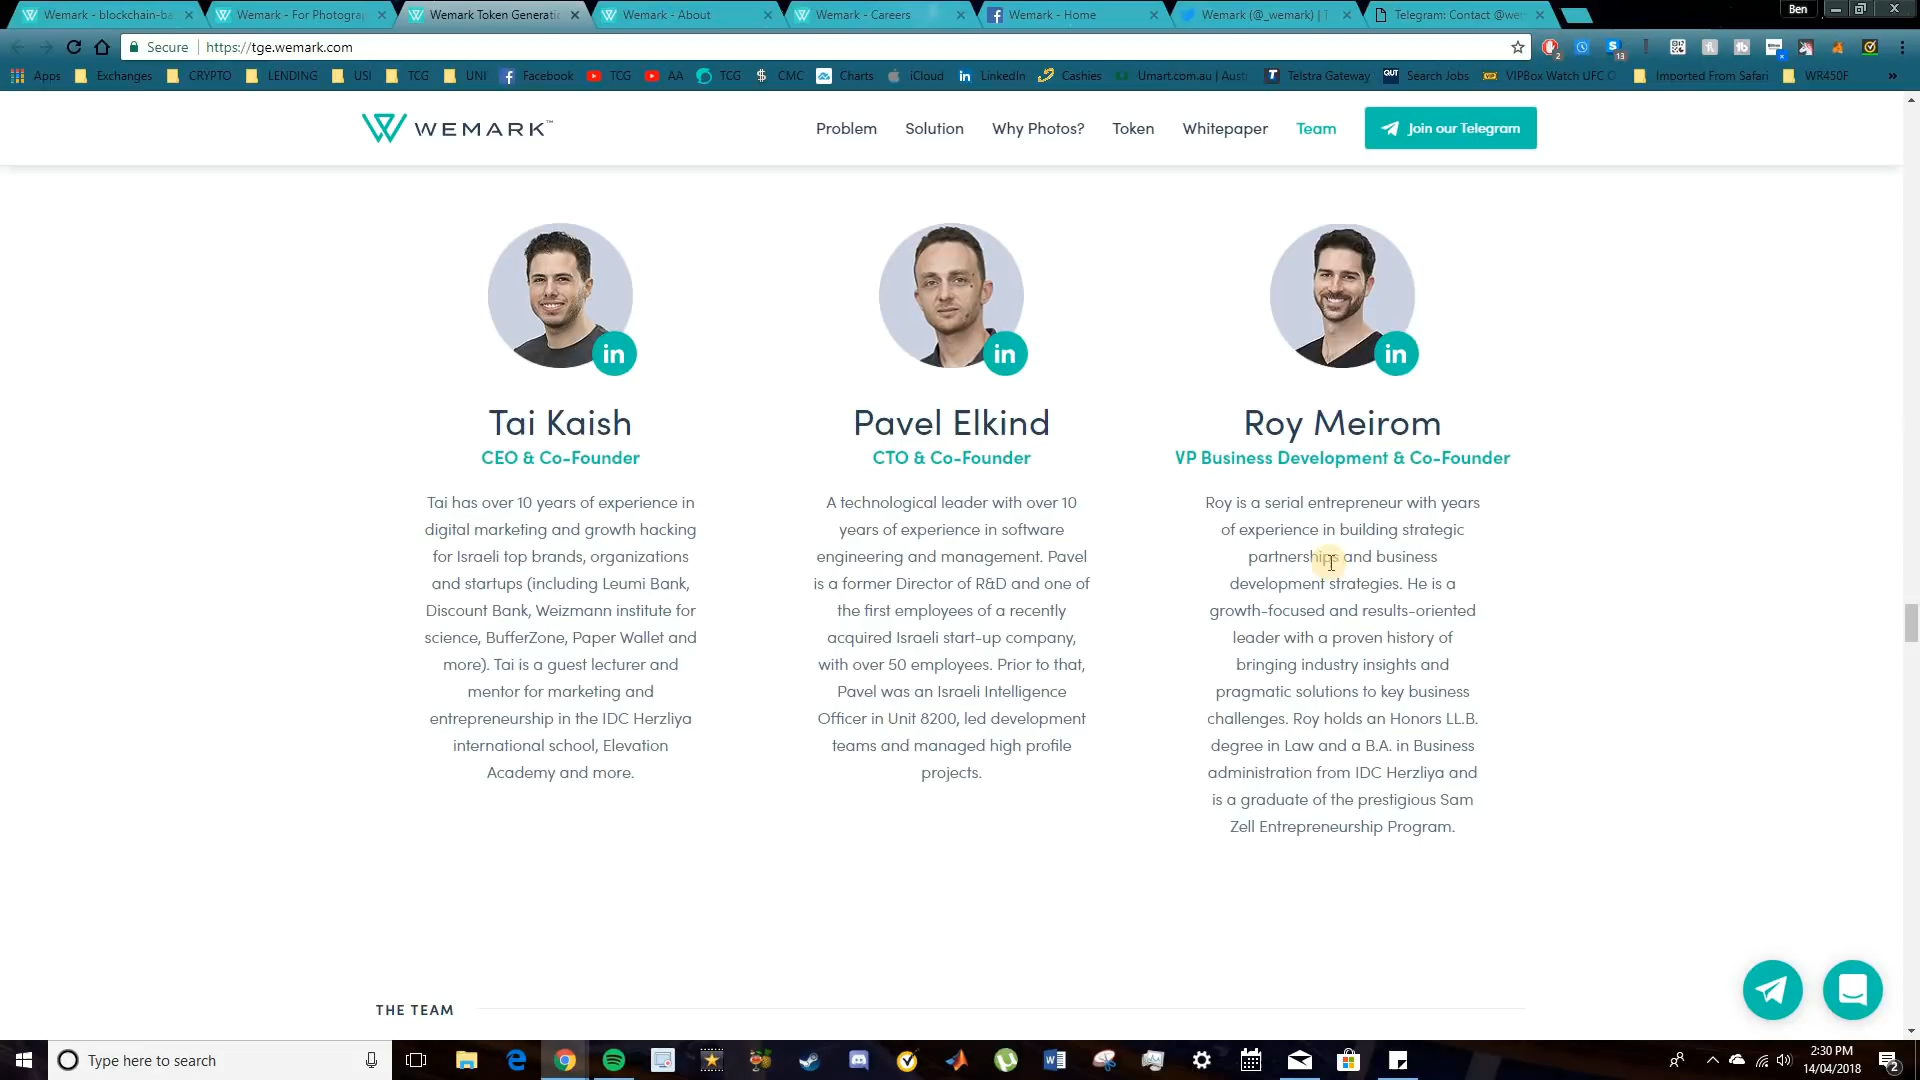 Wemark - blockchain-ba
Wemark - For Photograp
Wemark Token Generatio
Wemark - About
Wemark - Careers
Wemark - Home
Wemark (@_wemark) | T
Telegram: Contact @wem
Ben
Secure
https://tge.wemark.com
Apps
Exchanges
CRYPTO
LENDING
USI
TCG
UNI
Facebook
TCG
AA
TCG
CMC
Charts
iCloud
LinkedIn
Cashies
Umart.com.au | Aust
Telstra Gateway
Search Jobs
VIPBox Watch UFC O
Imported From Safari
WR450F
WEMARK™
Problem
Solution
Why Photos?
Token
Whitepaper
Team
Join our Telegram
in
in
in
Tai Kaish
CEO & Co-Founder
Tai has over 10 years of experience in
digital marketing and growth hacking
for Israeli top brands, organizations
and startups (including Leumi Bank,
Discount Bank, Weizmann institute for
science, BufferZone, Paper Wallet and
more). Tai is a guest lecturer and
mentor for marketing and
entrepreneurship in the IDC Herzliya
international school, Elevation
Academy and more.
Pavel Elkind
CTO & Co-Founder
A technological leader with over 10
years of experience in software
engineering and management. Pavel
is a former Director of R&D and one of
the first employees of a recently
acquired Israeli start-up company,
with over 50 employees. Prior to that,
Pavel was an Israeli Intelligence
Officer in Unit 8200, led development
teams and managed high profile
projects.
Roy Meirom
VP Business Development & Co-Founder
Roy is a serial entrepreneur with years
of experience in building strategic
partnerships and business
development strategies. He is a
growth-focused and results-oriented
leader with a proven history of
bringing industry insights and
pragmatic solutions to key business
challenges. Roy holds an Honors LL.B.
degree in Law and a B.A. in Business
administration from IDC Herzliya and
is a graduate of the prestigious Sam
Zell Entrepreneurship Program.
THE TEAM
Type here to search
2:30 PM
14/04/2018
2